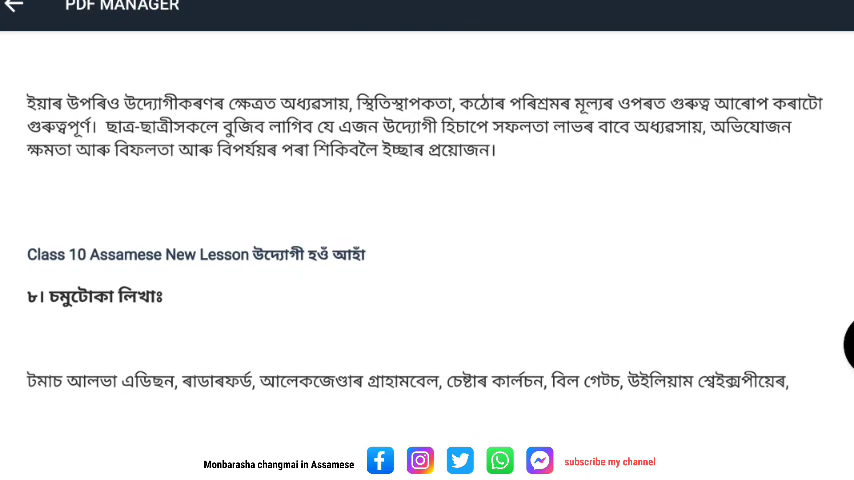 PDF MANAGER
ইয়াৰ উপৰিও উদ্যোগীকৰণৰ ক্ষেত্ৰত অধ্যৱসায়, স্থিতিস্থাপকতা, কঠোৰ পৰিশ্ৰমৰ মূল্যৰ ওপৰত গুৰুত্ব আৰোপ কৰাটো
গুৰুত্বপূৰ্ণ। ছাত্ৰ-ছাত্ৰীসকলে বুজিব লাগিব যে এজন উদ্যোগী হিচাপে সফলতা লাভৰ বাবে অধ্যৱসায়, অভিযোজন
ক্ষমতা আৰু বিফলতা আৰু বিপৰ্যয়ৰ পৰা শিকিবলৈ ইচ্ছাৰ প্ৰয়োজন।
Class 10 Assamese New Lesson উদ্যোগী হওঁ আহাঁ
৮। চমুটোকা লিখাঃ
টমাচ আলভা এডিছন, ৰাডাৰফৰ্ড, আলেকজেণ্ডাৰ গ্ৰাহামবেল, চেষ্টাৰ কাৰ্লচন, বিল গেটচ, উইলিয়াম শ্বেইক্সপীয়েৰ,
Monbarasha changmai in Assamese subscribe my channel